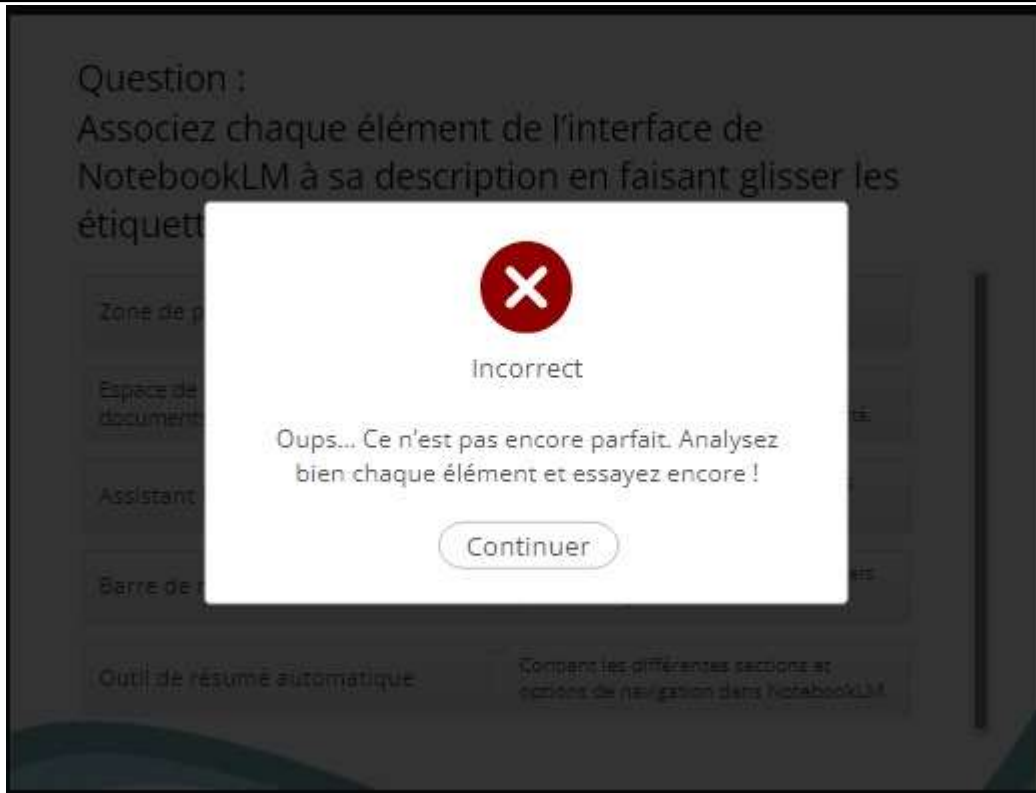 Question :
Associez chaque élément de l'interface de
NotebookLM à sa description en faisant glisser les
étiquett
Zone de p
Espace de
documents
Assistant
Barre de
Incorrect
Oups... Ce n'est pas encore parfait. Analysez
bien chaque élément et essayez encore !
Continuer
Outil de résumé automatique
Contient les différentes sections et
options de navigation dans NotebookLM